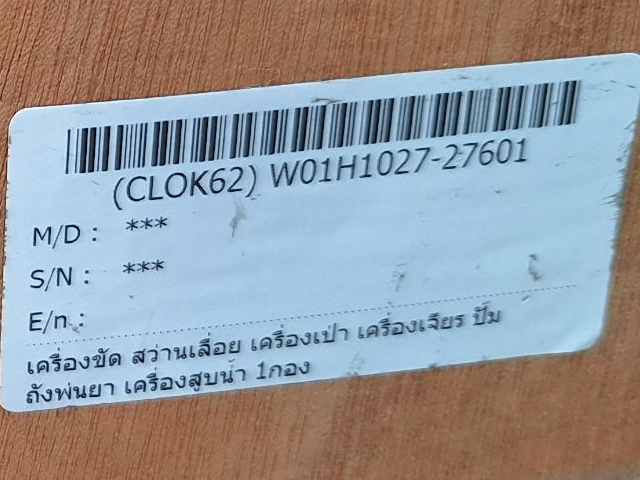 (CLOK62) W01H1027-27601
M/D : ***
S/N : ***
E/ท :
เครื่องขัด สว่านเลื่อย เครื่องเป่า เครื่องเจียร ปั๊ม
ถังพ่นยา เครื่องสูบน้ำ 1กอง